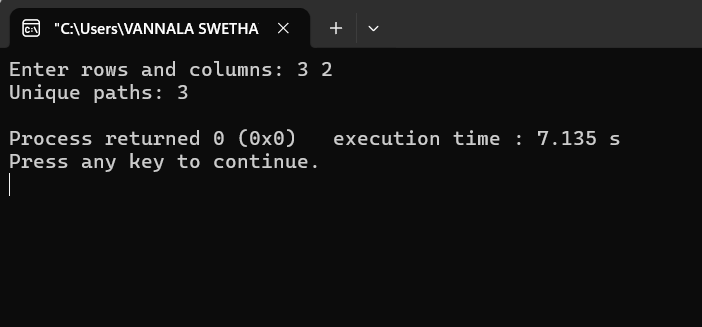 "C:\Users\VANNALA SWETHA
Enter rows and columns: 3 2
Unique paths: 3
Process returned 0 (0x0)   execution time : 7.135 s
Press any key to continue.